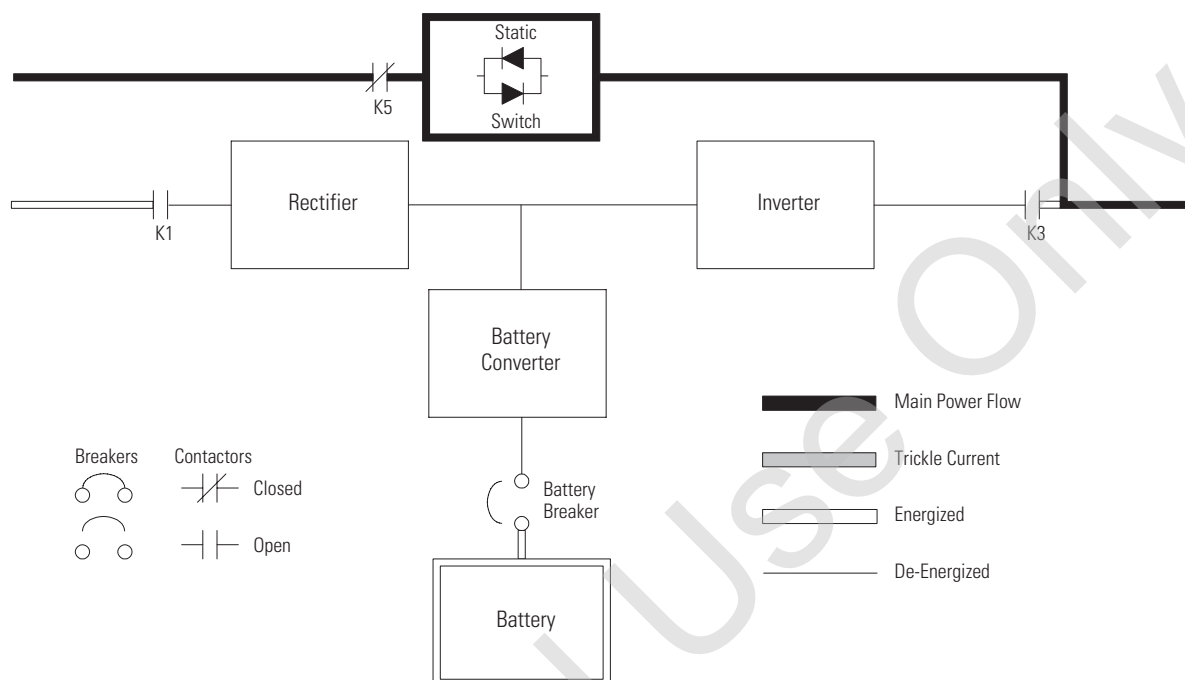 Static
Switch
K5
Rectifier
Inverter
K1
K3
Battery
Converter
Main Power Flow
Trickle Current
Energized
De-Energized
Breakers
Contactors
Closed
Open
Battery
Breaker
Battery
Use Only